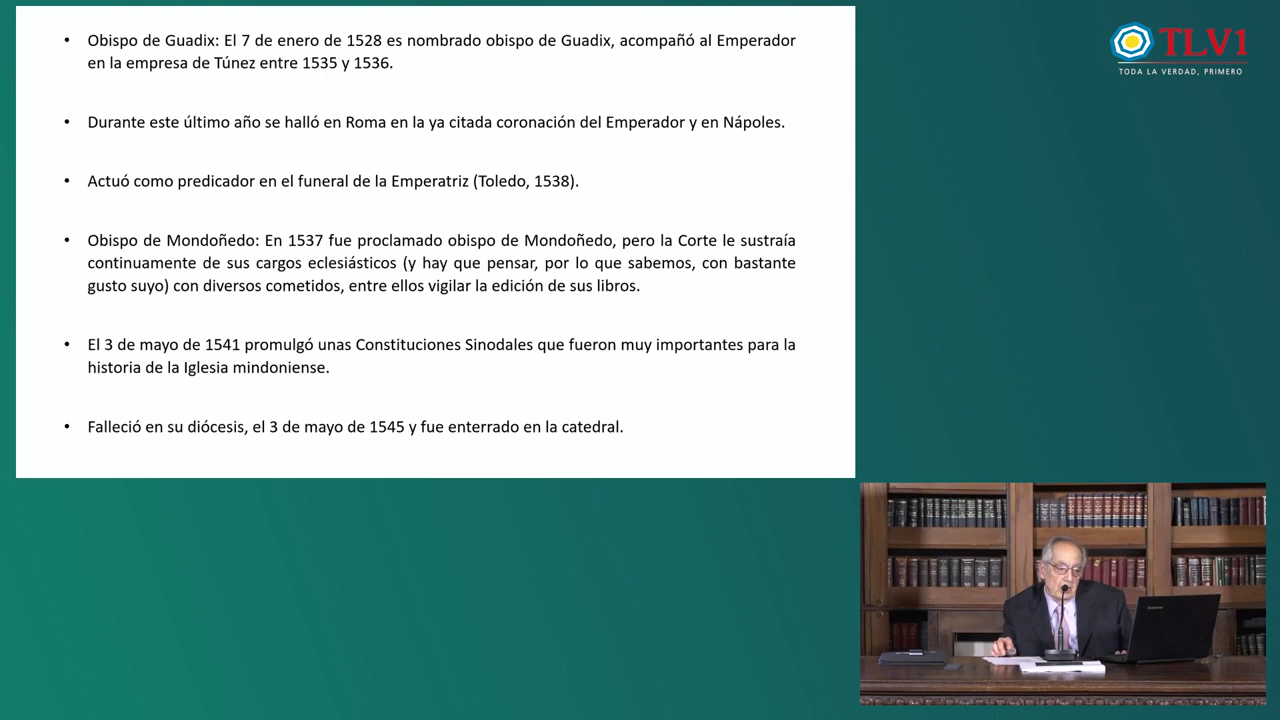 • Obispo de Guadix: El 7 de enero de 1528 es nombrado obispo de Guadix, acompañó al Emperador
en la empresa de Túnez entre 1535 y 1536.
• Durante este último año se halló en Roma en la ya citada coronación del Emperador y en Nápoles.
• Actuó como predicador en el funeral de la Emperatriz (Toledo, 1538).
• Obispo de Mondoñedo: En 1537 fue proclamado obispo de Mondoñedo, pero la Corte le sustraía
continuamente de sus cargos eclesiásticos (y hay que pensar, por lo que sabemos, con bastante
gusto suyo) con diversos cometidos, entre ellos vigilar la edición de sus libros.
• El 3 de mayo de 1541 promulgó unas Constituciones Sinodales que fueron muy importantes para la
historia de la Iglesia mindoniense.
• Falleció en su diócesis, el 3 de mayo de 1545 y fue enterrado en la catedral.
TLV1
TODA LA VERDAD, PRIMERO